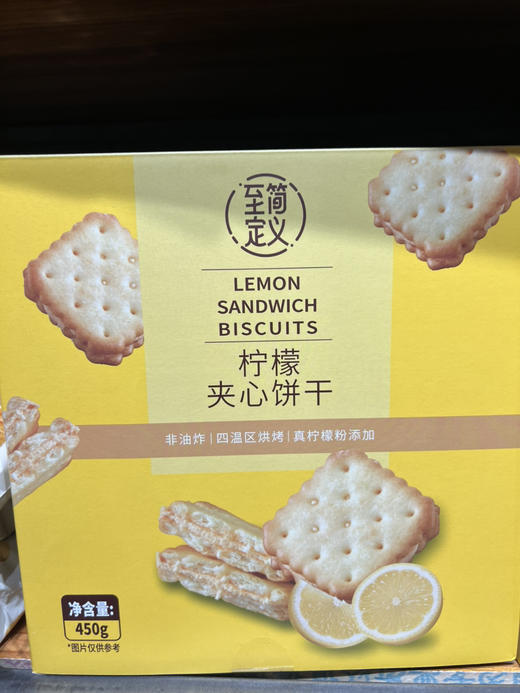 至简
定义
LEMON
SANDWICH
BISCUITS
柠檬
夹心饼干
非油炸|四温区烘烤|真柠檬粉添加
净含量:
450g
*图片仅供参考